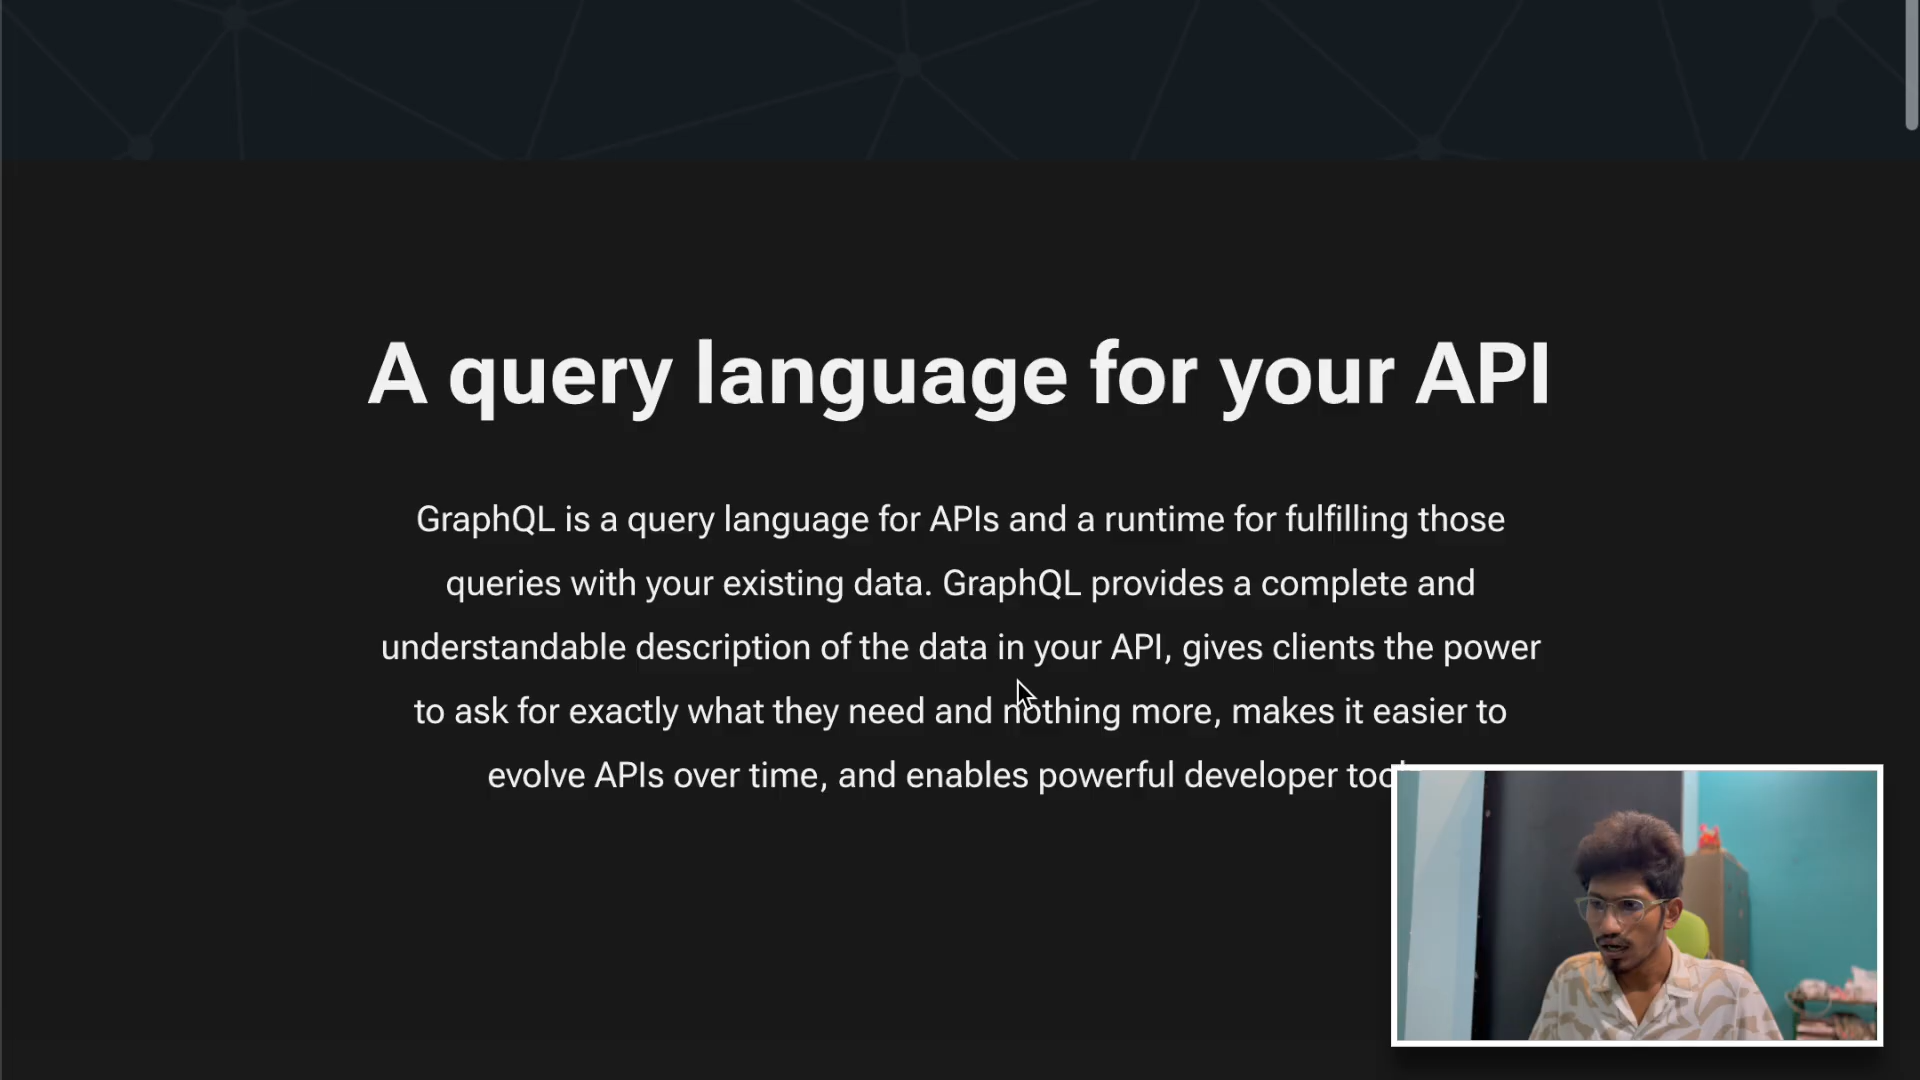 A query language for your API
GraphQL is a query language for APIs and a runtime for fulfilling those
queries with your existing data. GraphQL provides a complete and
understandable description of the data in your API, gives clients the power
to ask for exactly what they need and nothing more, makes it easier to
evolve APIs over time, and enables powerful developer